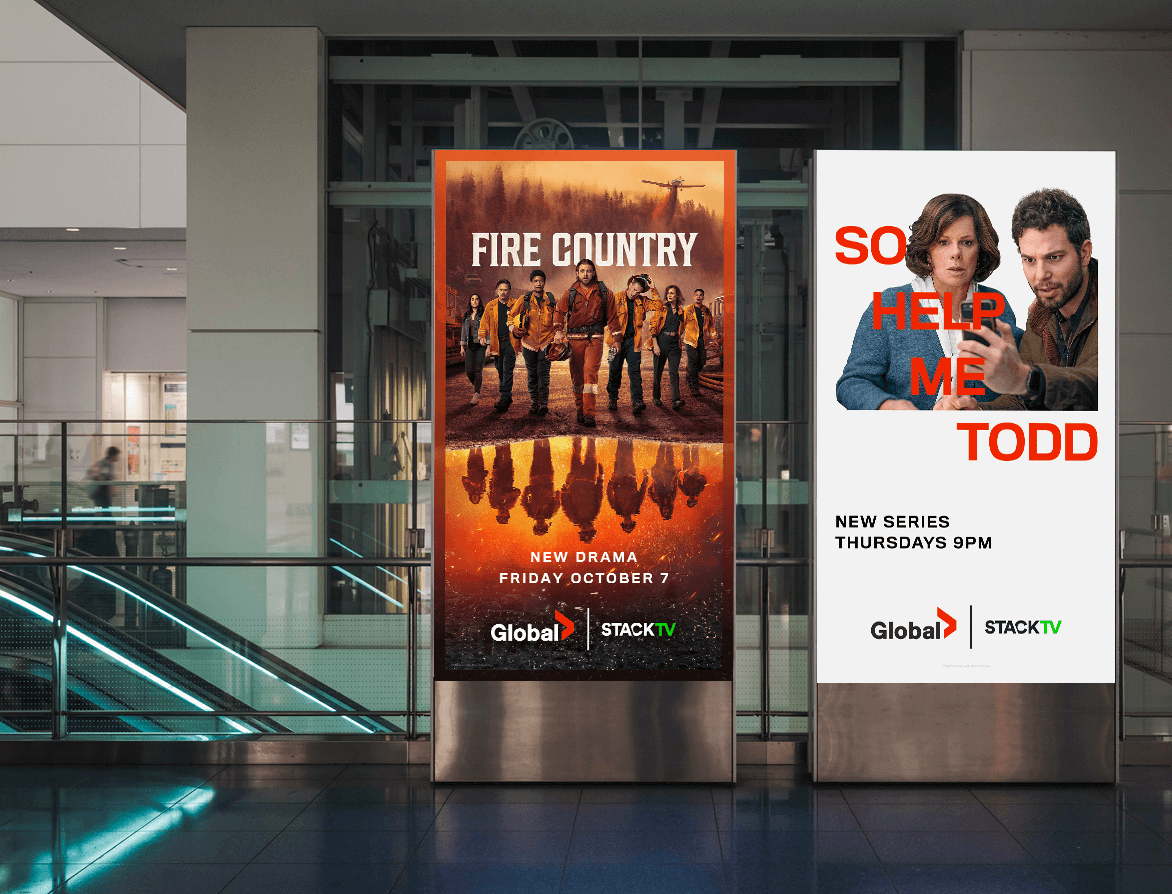 FIRE COUNTRY
NEW DRAMA
FRIDAY OCTOBER 7
Global
STACKTV
SO
HELP
ME
TODD
NEW SERIES
THURSDAYS 9PM
Global
STACKTV